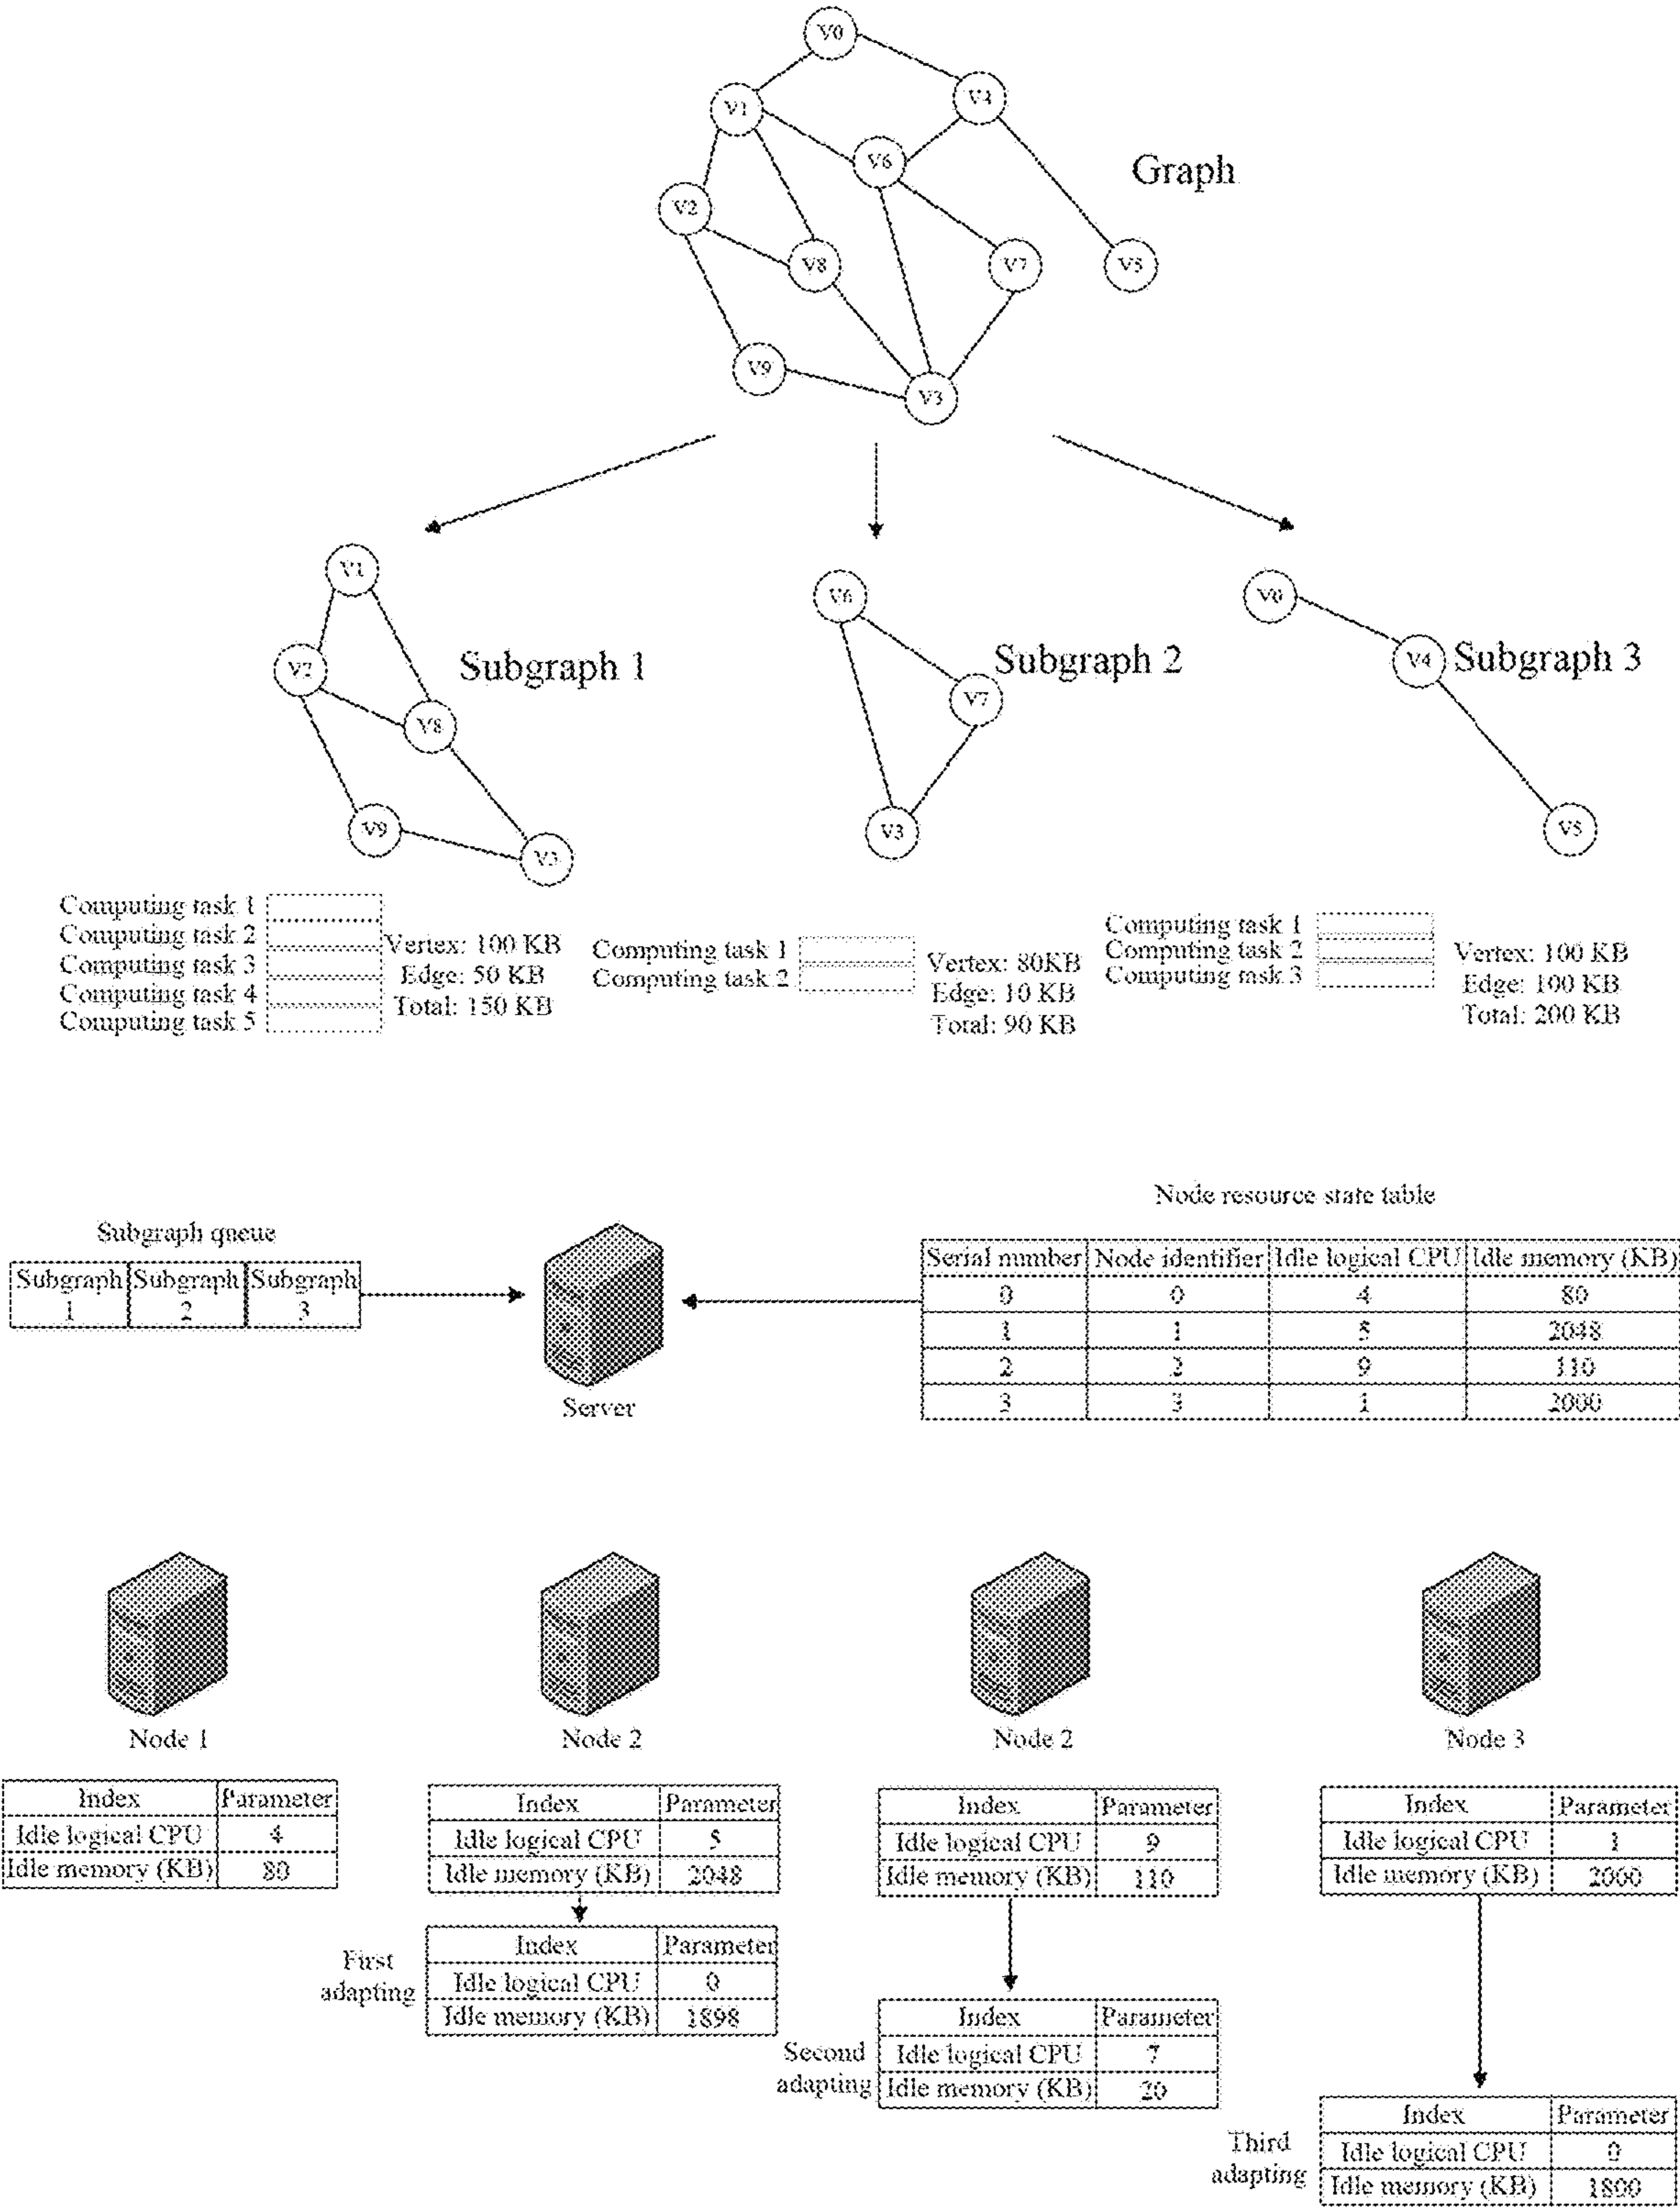 V0
V4
V1
V6
Graph
V2
V8
V7
V5
V9
V3
V1
V2
Subgraph 1
V8
V9
V3
V6
Subgraph 2
V7
V3
V0
V4
Subgraph 3
V5
Computing task 1
Computing task 2
Computing task 3
Computing task 4
Computing task 5
Vertex: 100 KB
Edge: 50 KB
Total: 150 KB
Computing task 1
Computing task 2
Vertex: 80KB
Edge: 10 KB
Total: 90 KB
Computing task 1
Computing task 2
Computing task 3
Vertex: 100 KB
Edge: 100 KB
Total: 200 KB
Subgraph queue
Subgraph 1 Subgraph 2 Subgraph 3
Server
Node resource state table
Serial number Node identifier Idle logical CPU Idle memory (KB)
0 0 4 80
1 1 5 2048
2 2 9 110
3 3 1 2000
Node 1
Index Parameter
Idle logical CPU 4
Idle memory (KB) 80
Node 2
Index Parameter
Idle logical CPU 5
Idle memory (KB) 2048
First adapting
Index Parameter
Idle logical CPU 0
Idle memory (KB) 1898
Node 2
Index Parameter
Idle logical CPU 9
Idle memory (KB) 110
Second adapting
Index Parameter
Idle logical CPU 7
Idle memory (KB) 20
Node 3
Index Parameter
Idle logical CPU 1
Idle memory (KB) 2000
Third adapting
Index Parameter
Idle logical CPU 0
Idle memory (KB) 1800